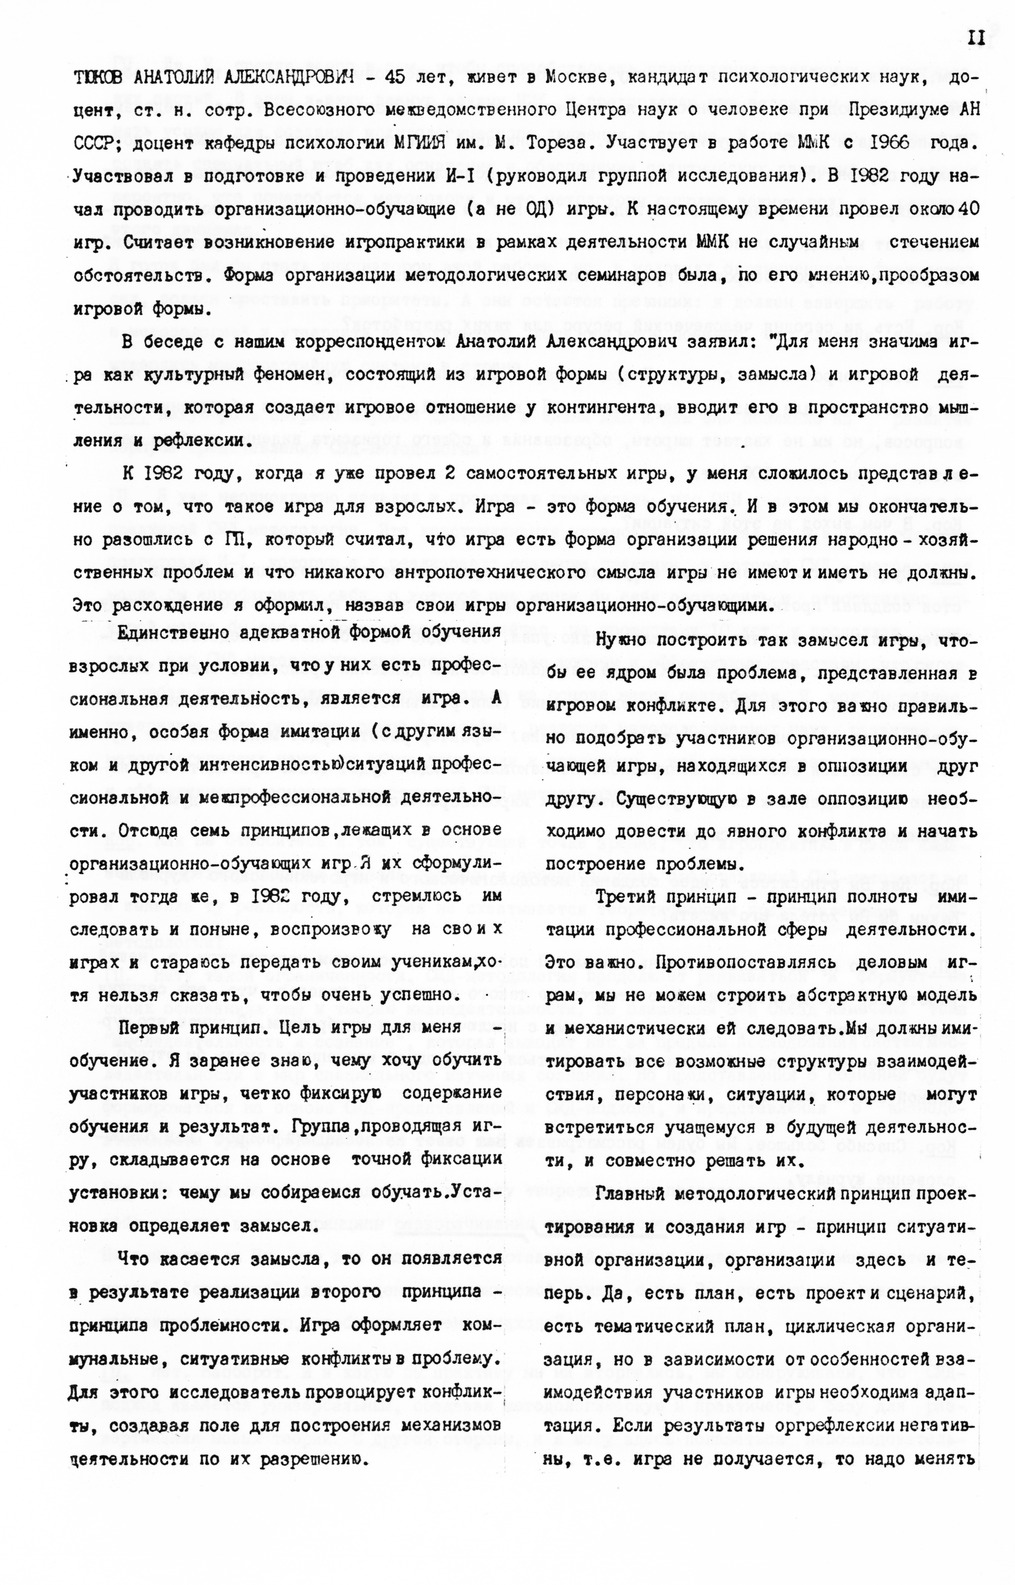 II
ТЮКОВ АНАТОЛИЙ АЛЕКСАНДРОВИЧ - 45 лет, живет в Москве, кандидат психологических наук, до-
цент, ст. н. сотр. Всесоюзного межведомственного Центра наук о человеке при Президиуме АН
СССР; доцент кафедры психологии МГИИЯ им. М. Тореза. Участвует в работе ММК с 1966 года.
Участвовал в подготовке и проведении И-I (руководил группой исследования). В 1982 году на-
чал проводить организационно-обучающие (а не ОД) игры. К настоящему времени провел около 40
игр. Считает возникновение игропрактики в рамках деятельности ММК не случайным стечением
обстоятельств. Форма организации методологических семинаров была, по его мнению,прообразом
игровой формы.
В беседе с нашим корреспондентом Анатолий Александрович заявил: "Для меня значима иг-
ра как культурный феномен, состоящий из игровой формы (структуры, замысла) и игровой дея-
тельности, которая создает игровое отношение у контингента, вводит его в пространство мыш-
ления и рефлексии.
К 1982 году, когда я уже провел 2 самостоятельных игры, у меня сложилось представле-
ние о том, что такое игра для взрослых. Игра - это форма обучения. И в этом мы окончатель-
но разошлись с ГП, который считал, что игра есть форма организации решения народно-хозяй-
ственных проблем и что никакого антропотехнического смысла игры не имеют и иметь не должны.
Это расхождение я оформил, назвав свои игры организационно-обучающими.
Единственно адекватной формой обучения
взрослых при условии, что у них есть профес-
сиональная деятельность, является игра. А
именно, особая форма имитации (с другим язы-
ком и другой интенсивностью)ситуаций профес-
сиональной и межпрофессиональной деятельно-
сти. Отсюда семь принципов,лежащих в основе
организационно-обучающих игр.Я их сформули-
ровал тогда же, в 1982 году, стремлюсь им
следовать и поныне, воспроизвожу на своих
играх и стараюсь передать своим ученикам,хо-
тя нельзя сказать, чтобы очень успешно.
Первый принцип. Цель игры для меня -
обучение. Я заранее знаю, чему хочу обучить
участников игры, четко фиксирую содержание
обучения и результат. Группа,проводящая иг-
ру, складывается на основе точной фиксации
установки: чему мы собираемся обучать.Уста-
новка определяет замысел.
Что касается замысла, то он появляется
в результате реализации второго принципа -
принципа проблемности. Игра оформляет ком-
мунальные, ситуативные конфликты в проблему.
Для этого исследователь провоцирует конфлик-
ты, создавая поле для построения механизмов
деятельности по их разрешению.
Нужно построить так замысел игры, что-
бы ее ядром была проблема, представленная в
игровом конфликте. Для этого важно правиль-
но подобрать участников организационно-обу-
чающей игры, находящихся в оппозиции друг
другу. Существующую в зале оппозицию необ-
ходимо довести до явного конфликта и начать
построение проблемы.
Третий принцип - принцип полноты ими-
тации профессиональной сферы деятельности.
Это важно. Противопоставляясь деловым иг-
рам, мы не можем строить абстрактную модель
и механистически ей следовать.Мы должны ими-
тировать все возможные структуры взаимодей-
ствия, персонажи, ситуации, которые могут
встретиться учащемуся в будущей деятельнос-
ти, и совместно решать их.
Главный методологический принцип проек-
тирования и создания игр - принцип ситуати-
вной организации, организации здесь и те-
перь. Да, есть план, есть проект и сценарий,
есть тематический план, циклическая органи-
зация, но в зависимости от особенностей вза-
имодействия участников игры необходима адап-
тация. Если результаты оргрефлексии негатив-
ны, т.е. игра не получается, то надо менять